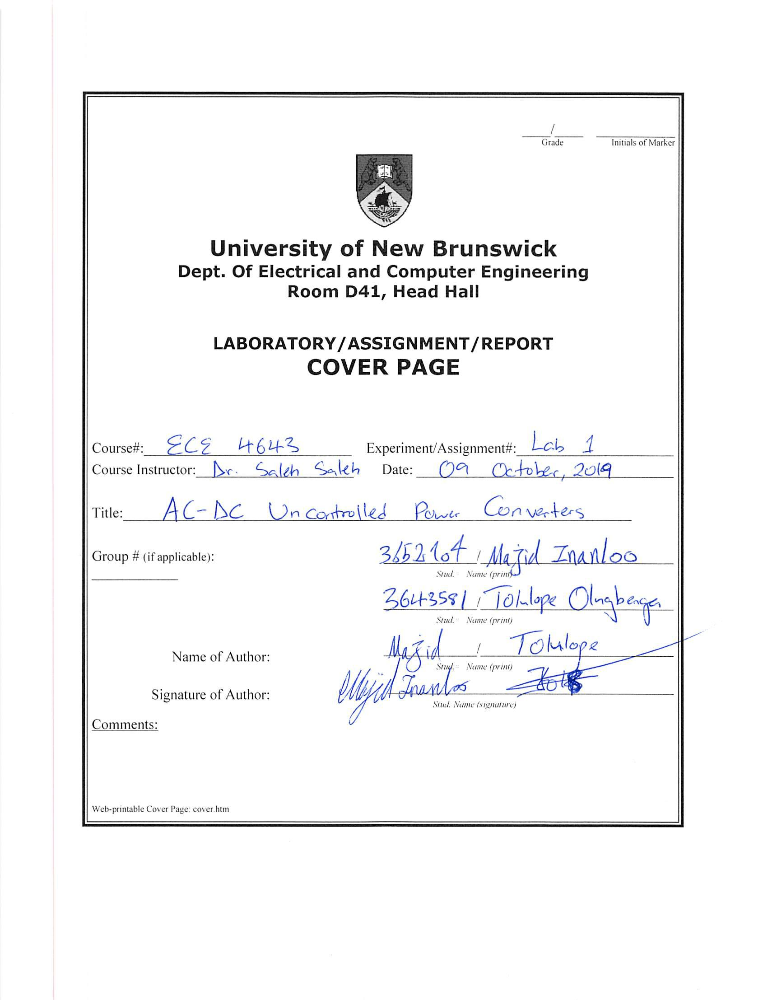 /
Grade Initials of Marker
University of New Brunswick
Dept. Of Electrical and Computer Engineering
Room D41, Head Hall
LABORATORY/ASSIGNMENT/REPORT
COVER PAGE
Course#: ECE 4643 Experiment/Assignment#: Lab 1
Course Instructor: Dr. Saleh Saleh Date: 09 October, 2019
Title: AC-DC Uncontrolled Power Converters
Group # (if applicable): 3652104 / Majid Inanloo
Stud. Name (print)
3643581 / Tolulope Olugbenga
Stud. Name (print)
Name of Author: Majid / Tolulope
Stud. Name (print)
Signature of Author: Majid Inanloo
Stud. Name (signature)
Comments:
Web-printable Cover Page: cover.htm